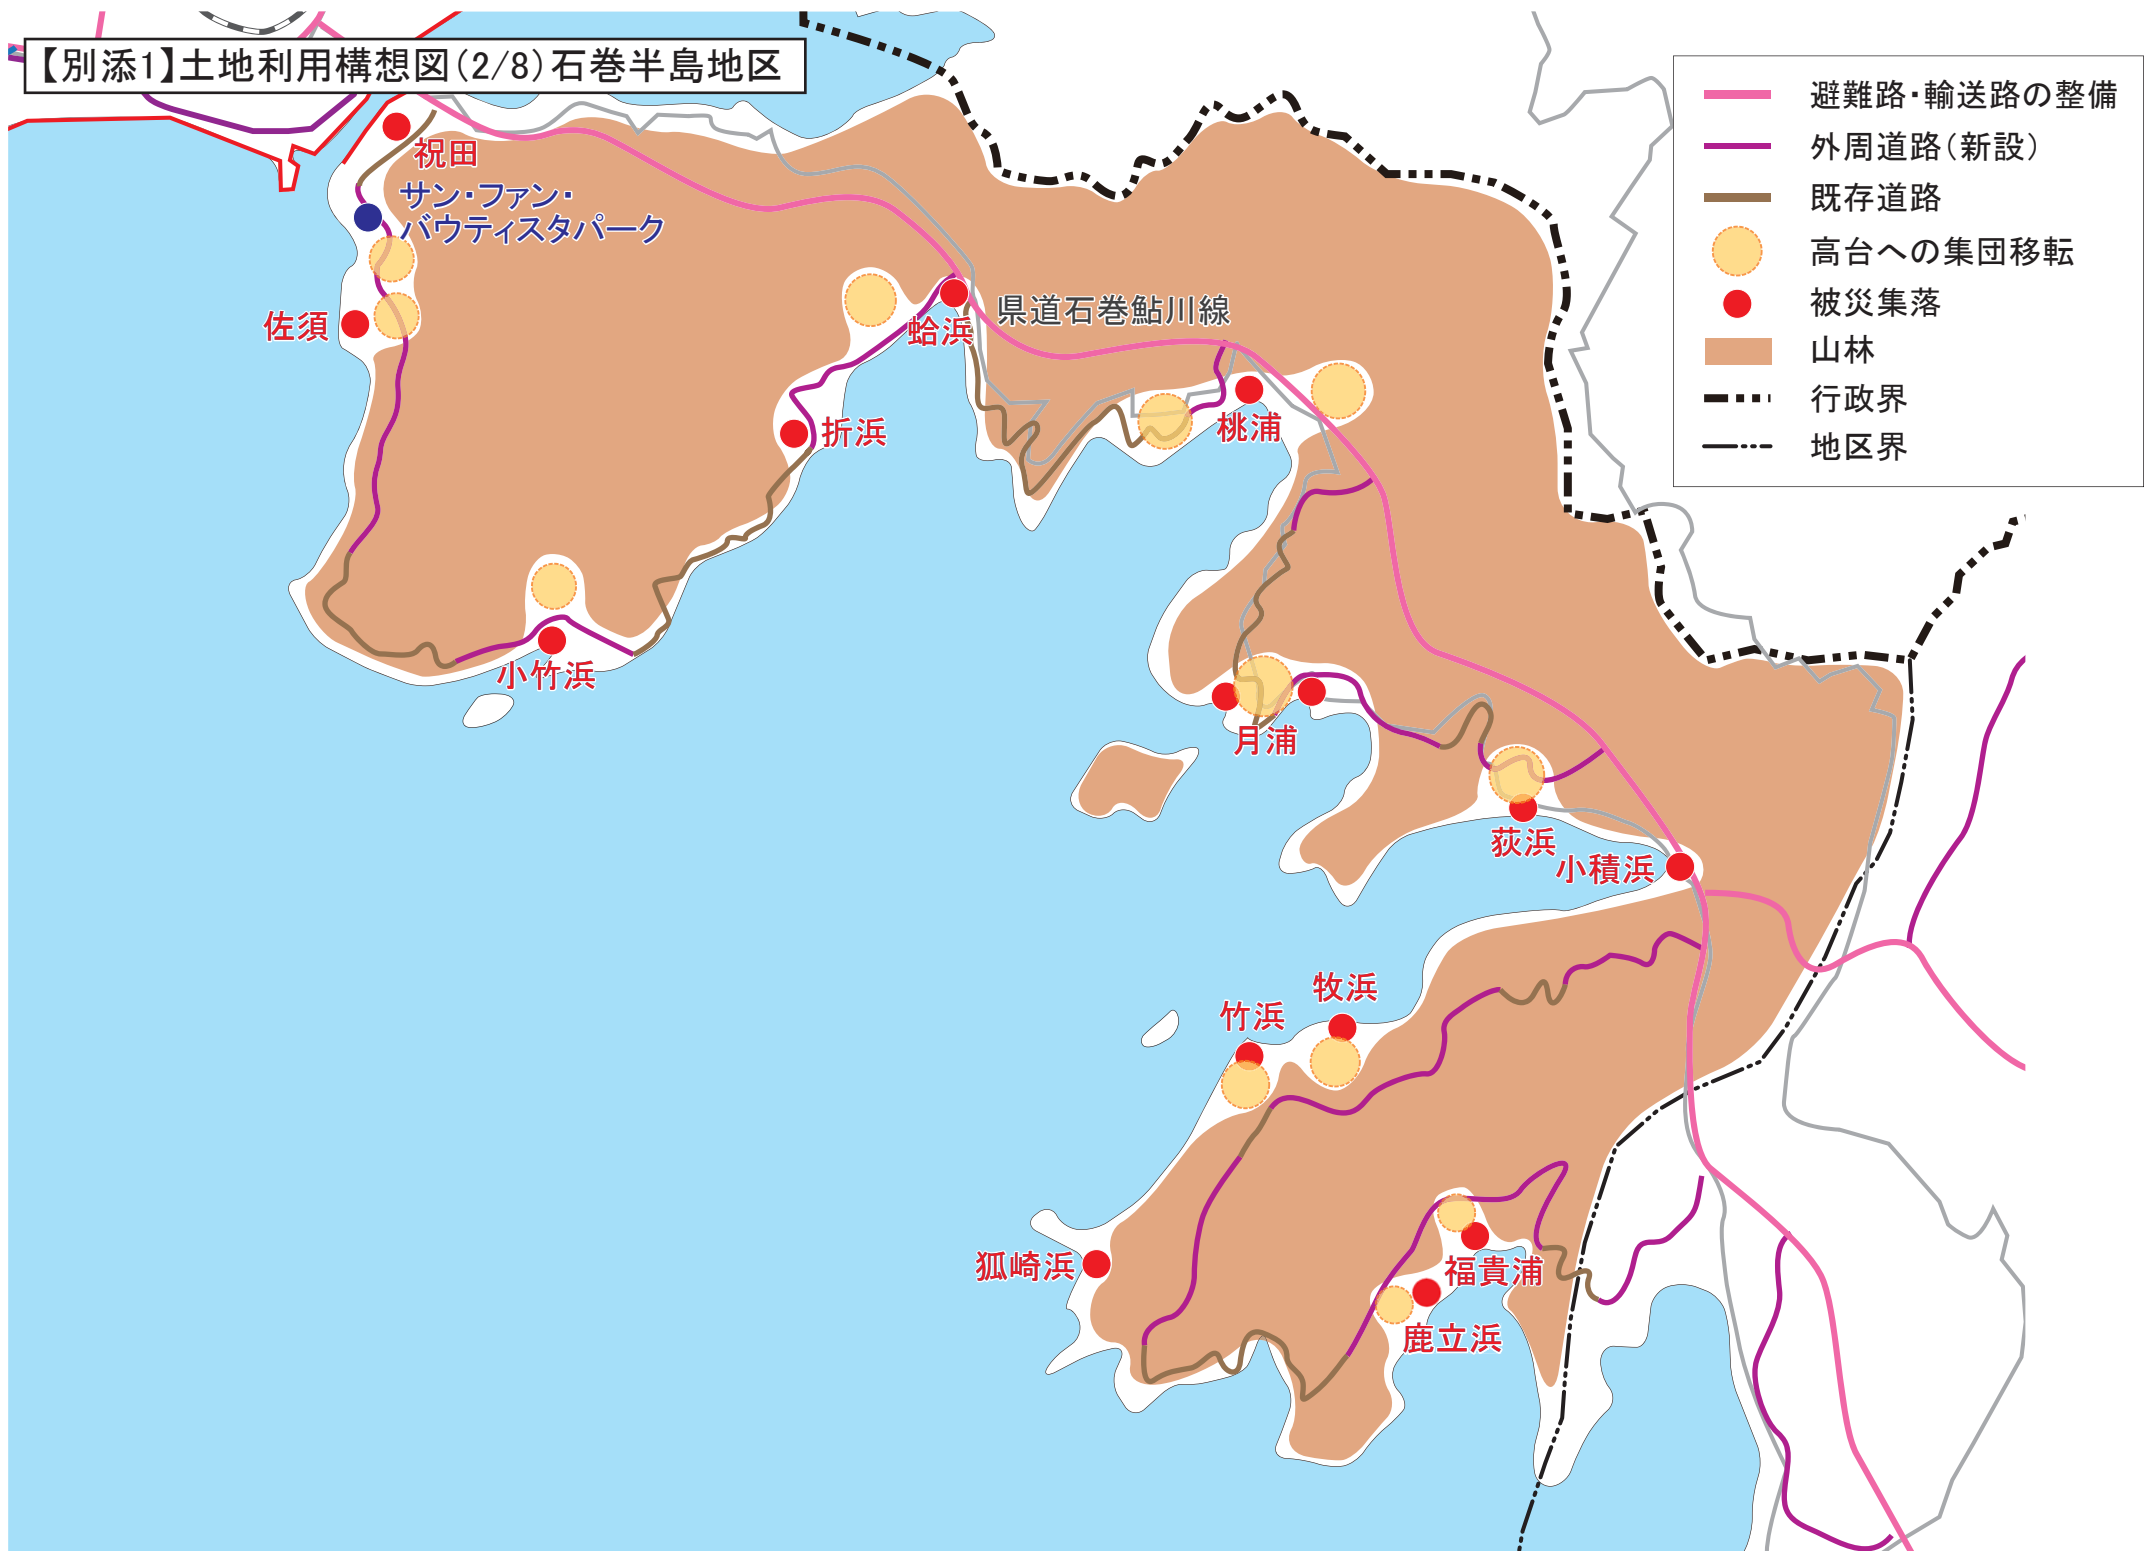 【別添1】土地利用構想図(2/8)石巻半島地区
避難路・輸送路の整備
外周道路(新設)
既存道路
高台への集団移転
被災集落
山林
行政界
地区界
祝田
サン・ファン・
バウティスタパーク
佐須
蛤浜
県道石巻鮎川線
折浜
桃浦
小竹浜
月浦
荻浜
小積浜
牧浜
竹浜
狐崎浜
福貴浦
鹿立浜